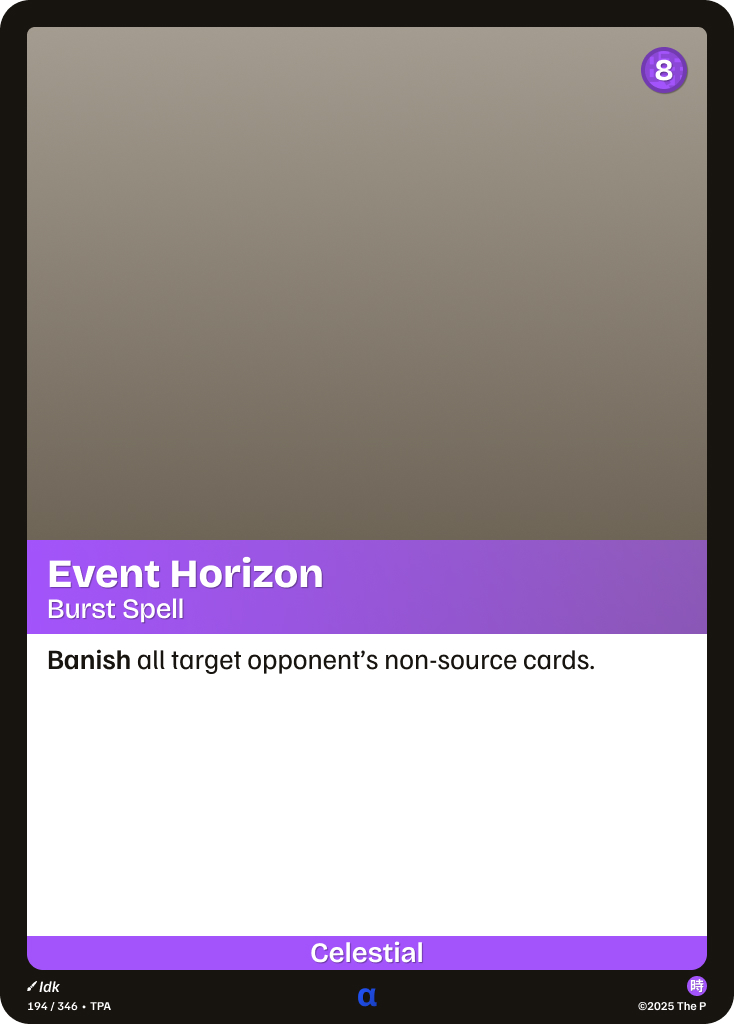 8
Event Horizon
Burst Spell
Banish all target opponent’s non-source cards.
Celestial
Idk
194 / 346 • TPA
α
時
©2025 The P